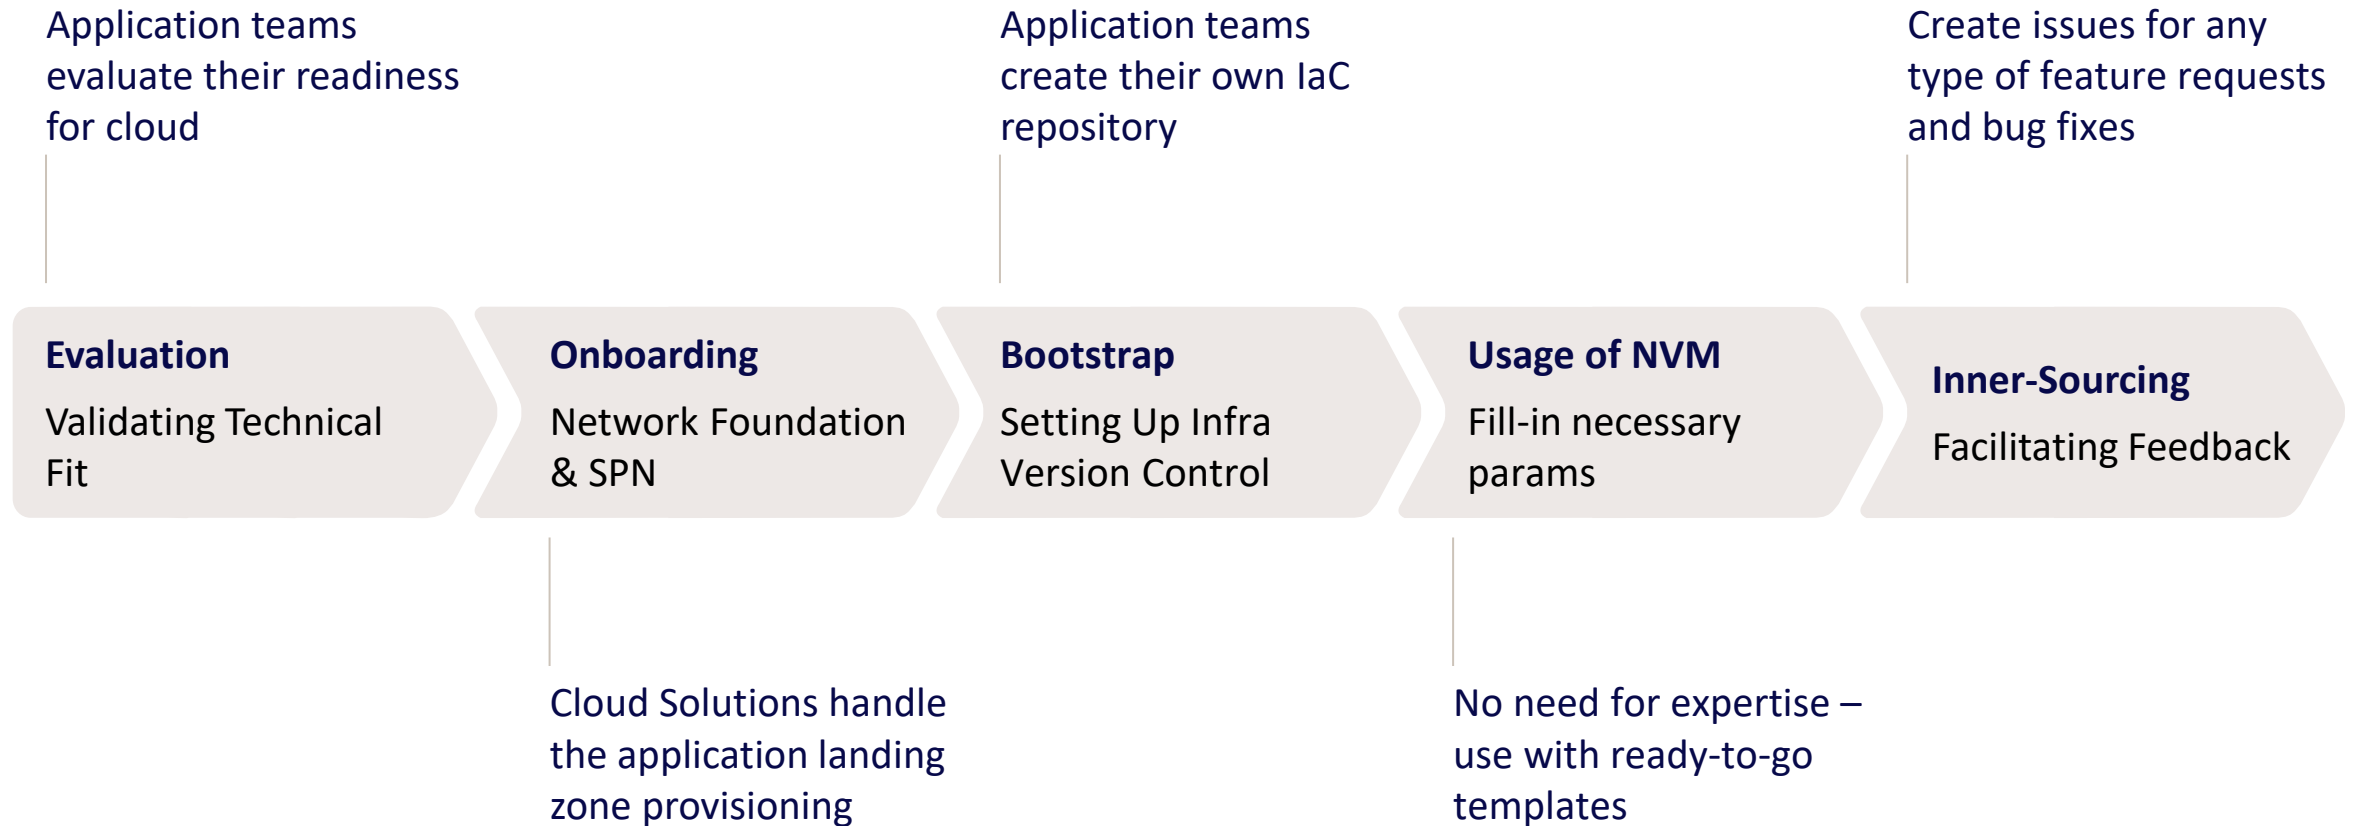 Application teams
evaluate their readiness
for cloud
Application teams
create their own IaC
repository
Create issues for any
type of feature requests
and bug fixes
Evaluation
Validating Technical
Fit
Onboarding
Network Foundation
& SPN
Bootstrap
Setting Up Infra
Version Control
Usage of NVM
Fill-in necessary
params
Inner-Sourcing
Facilitating Feedback
Cloud Solutions handle
the application landing
zone provisioning
No need for expertise –
use with ready-to-go
templates